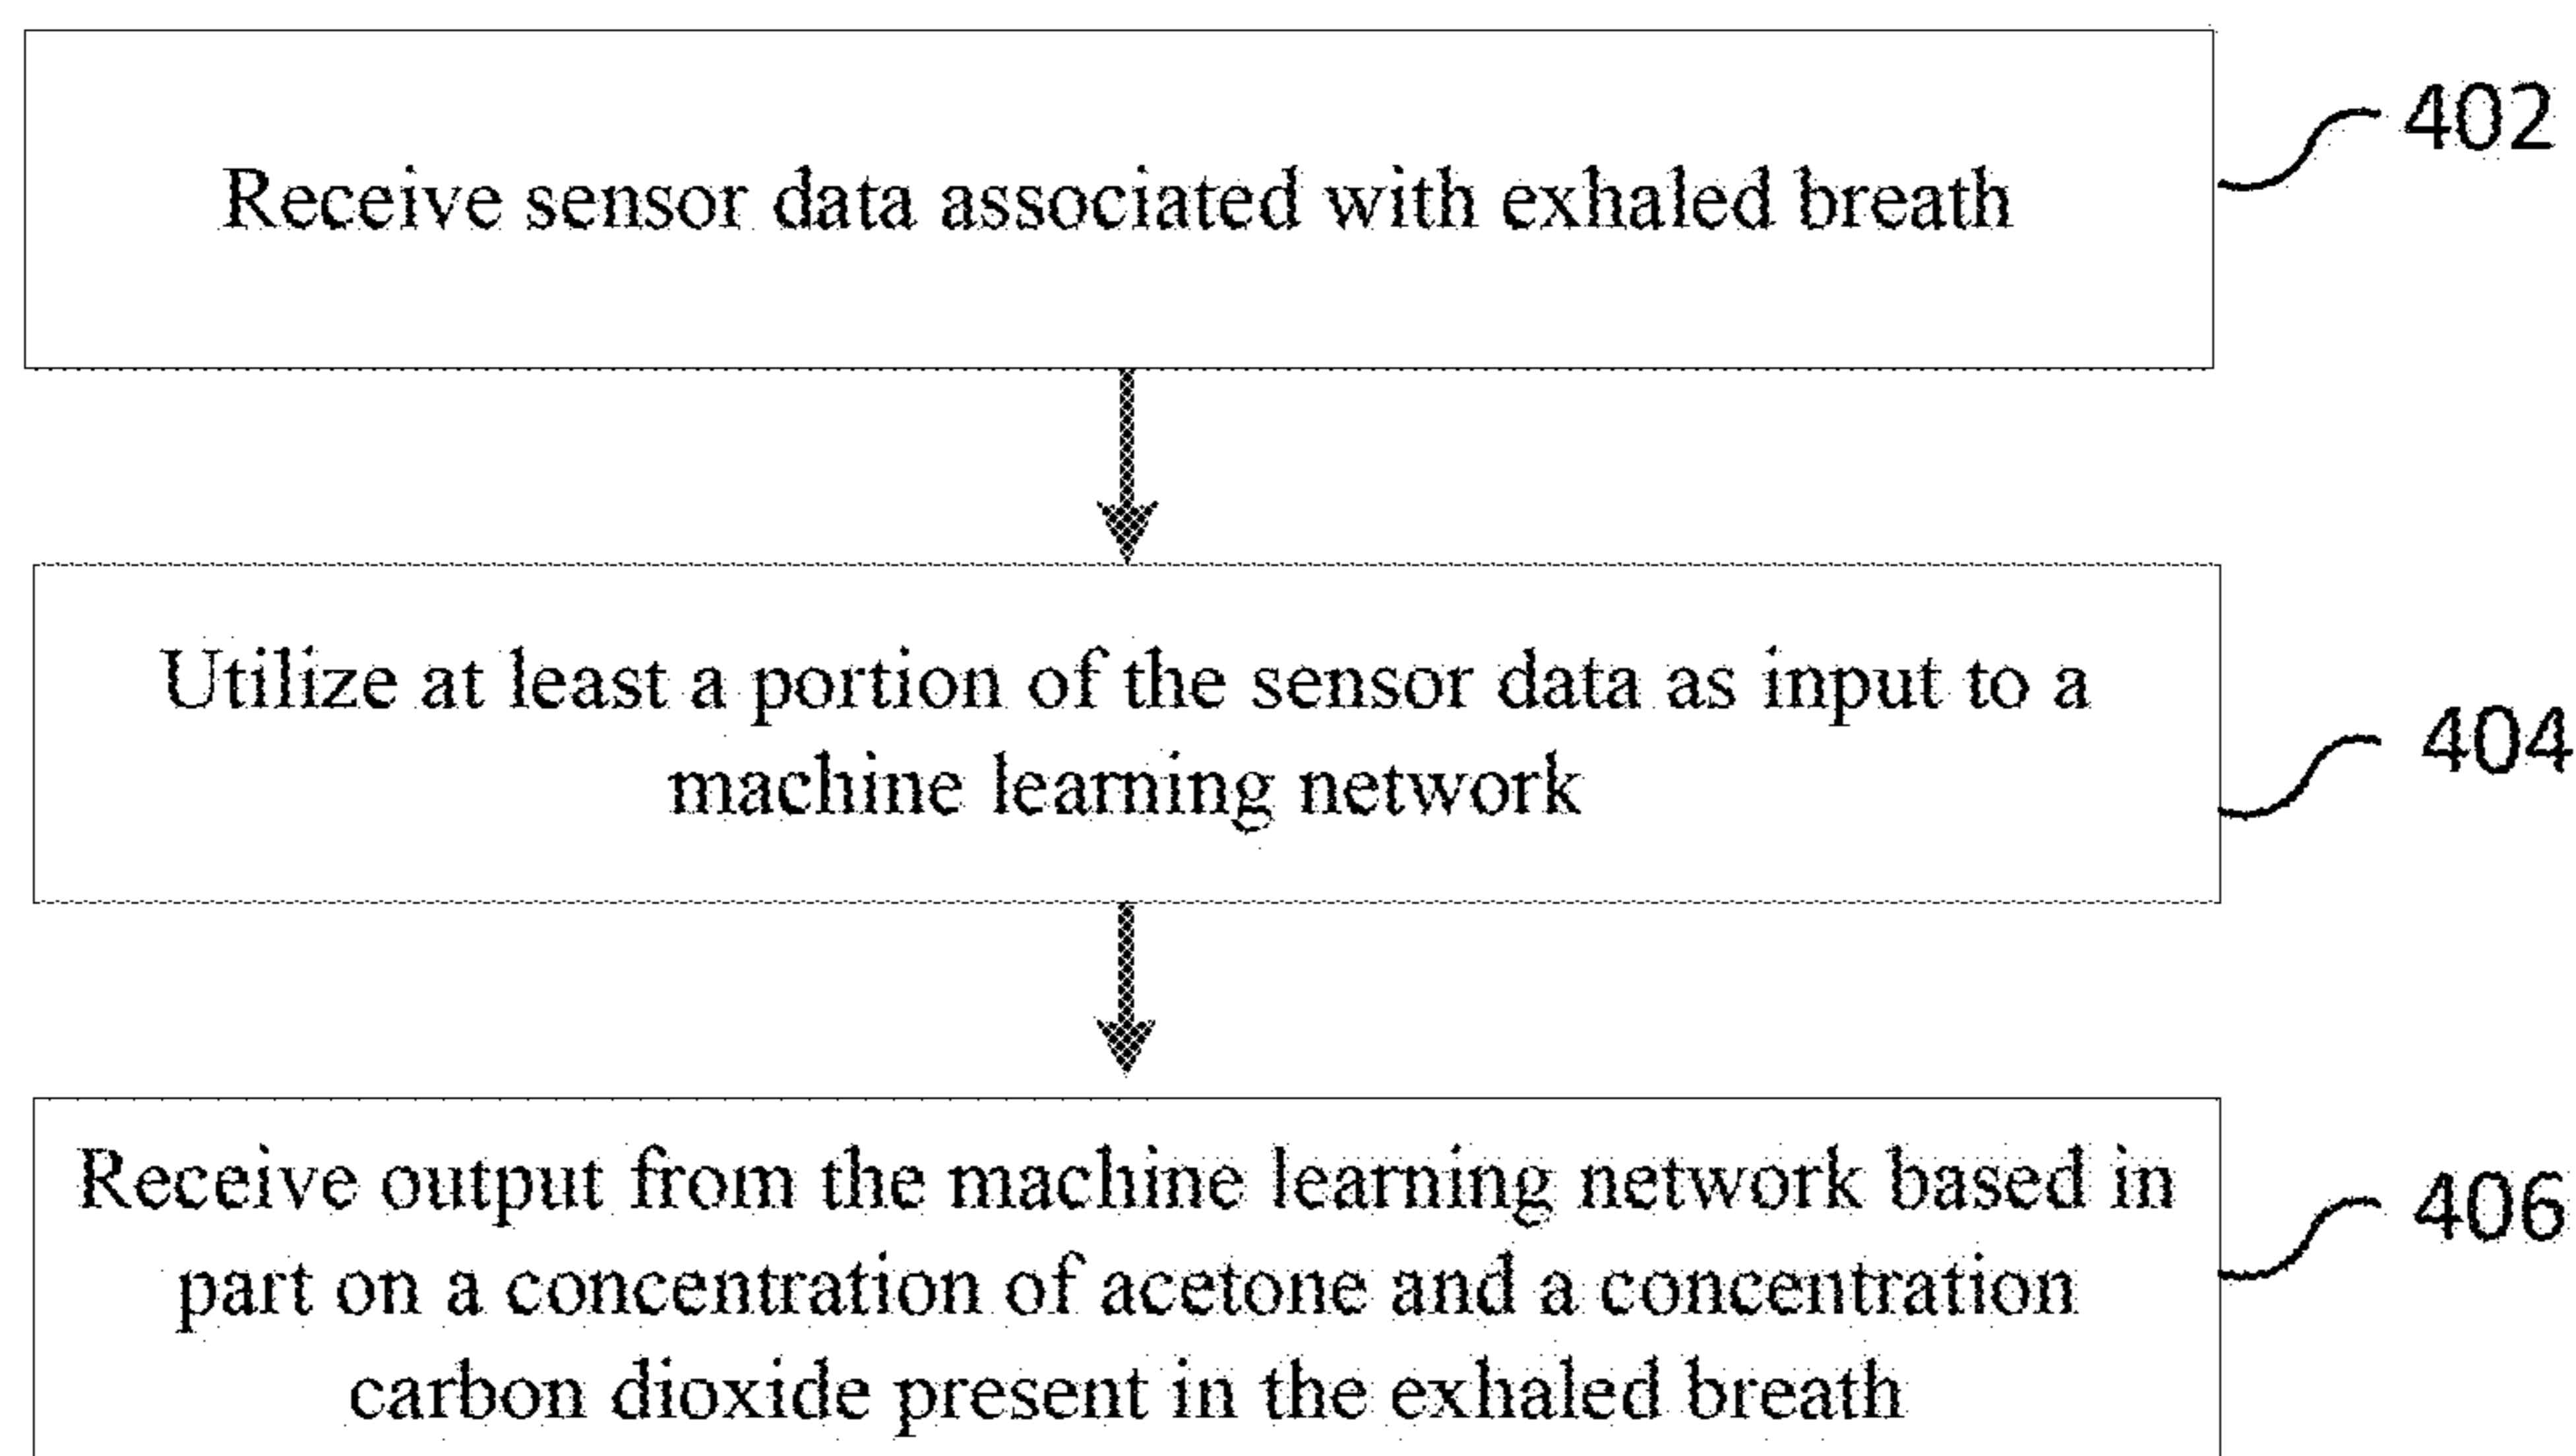 Receive sensor data associated with exhaled breath
402
Utilize at least a portion of the sensor data as input to a
machine learning network
404
Receive output from the machine learning network based in
part on a concentration of acetone and a concentration
carbon dioxide present in the exhaled breath
406